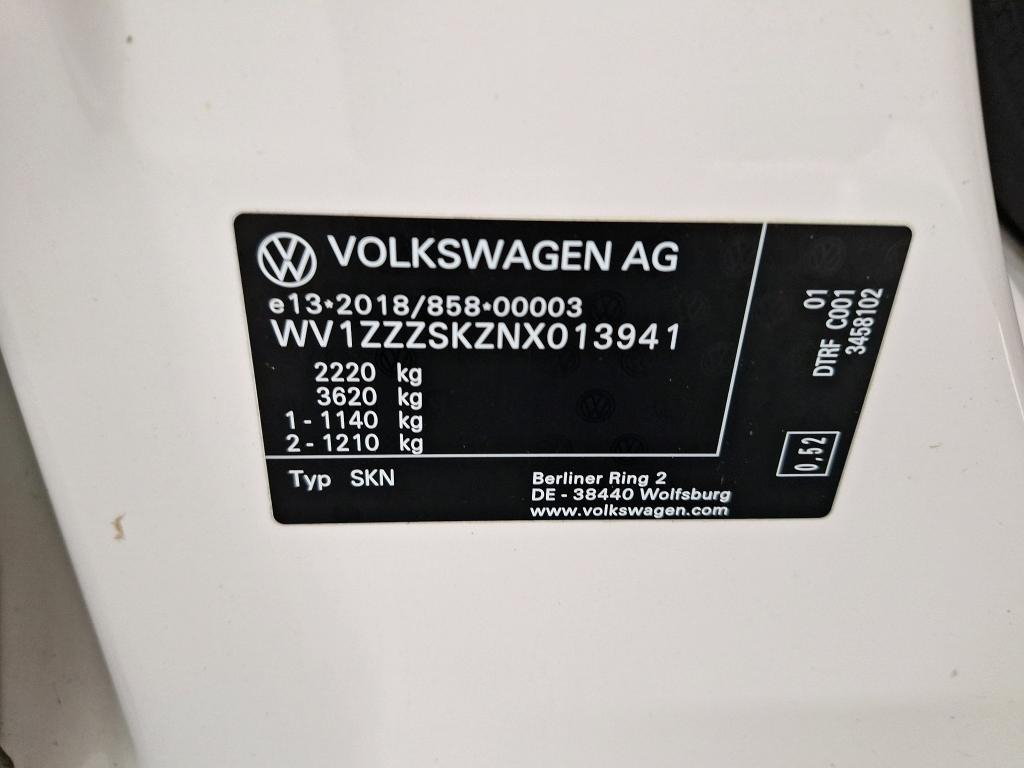 VOLKSWAGEN AG
e13*2018/858*00003
WV1ZZZSKZNX013941
2220 kg
3620 kg
1 - 1140 kg
2 - 1210 kg
Typ SKN
Berliner Ring 2
DE - 38440 Wolfsburg
www.volkswagen.com
01
DTRF C001
3458102
0,52